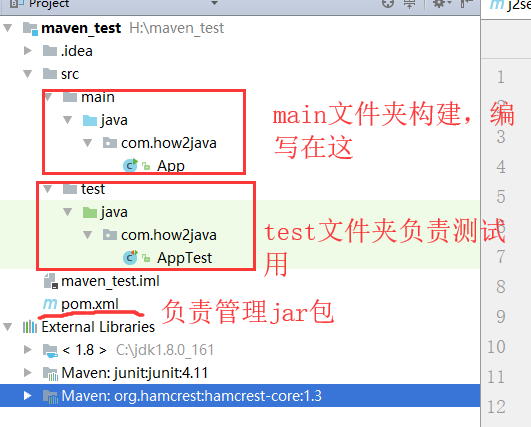 Project
j2se
maven_test H:\maven_test
.idea
src
main
java
com.how2java
App
test
java
com.how2java
AppTest
maven_test.iml
pom.xml
External Libraries
< 1.8 > C:\jdk1.8.0_161
Maven: junit:junit:4.11
Maven: org.hamcrest:hamcrest-core:1.3
main文件夹构建，编
写在这
test文件夹负责测试
用
负责管理jar包
1
2
3
4
5
6
7
8
9
10
11
12